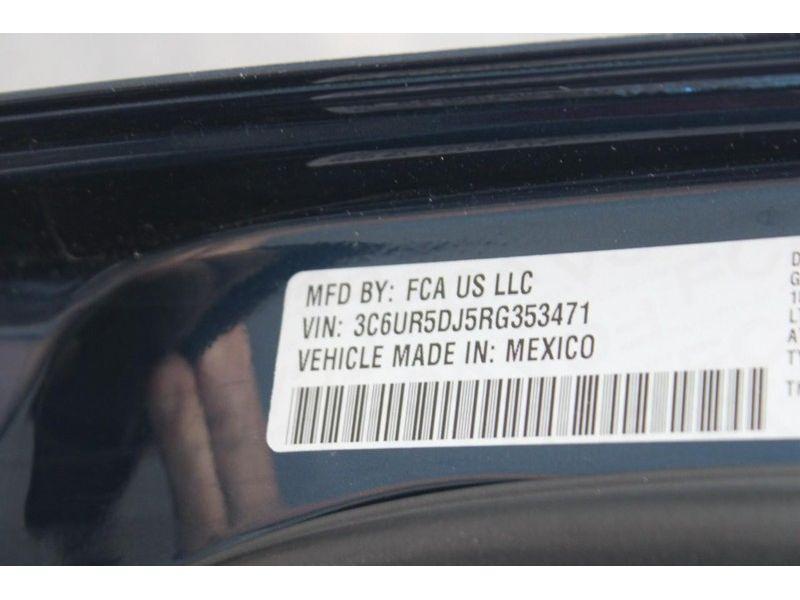 MFD BY: FCA US LLC
VIN: 3C6UR5DJ5RG353471
VEHICLE MADE IN: MEXICO